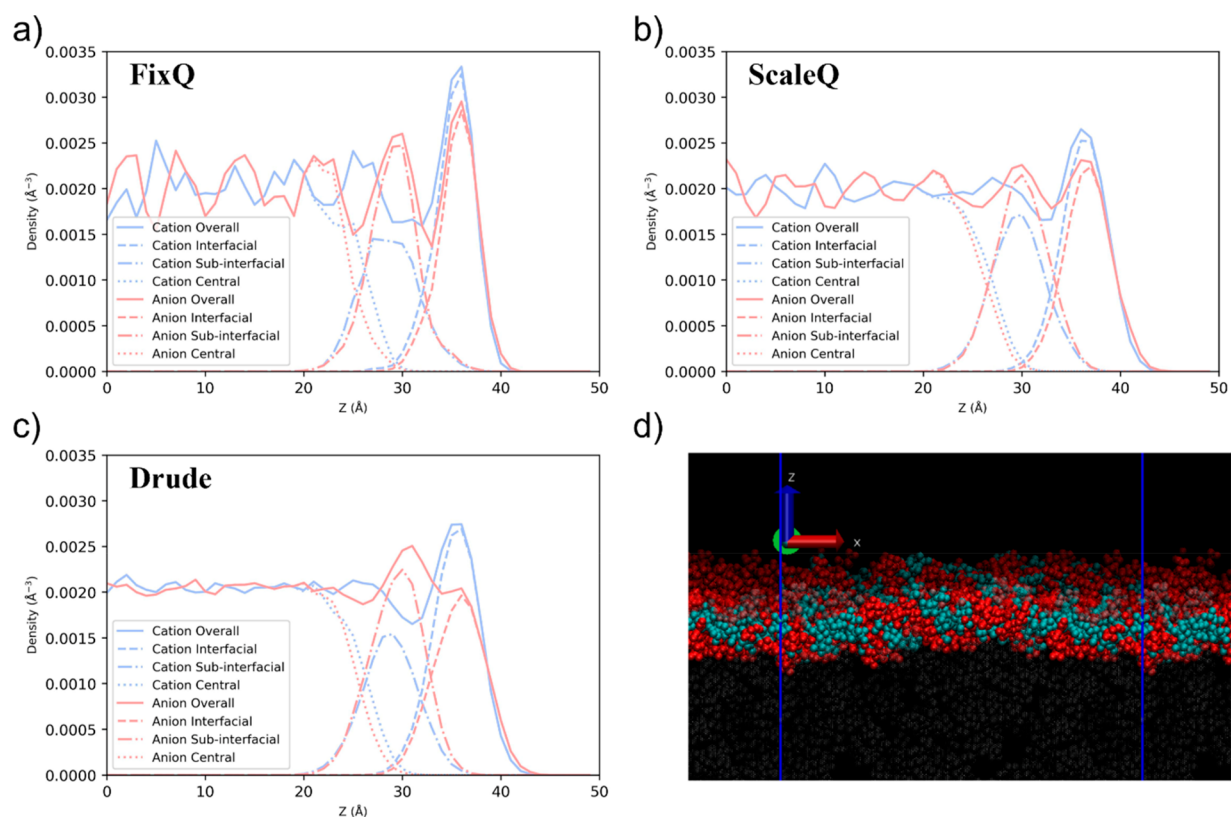 a)
FixQ
0.0035
0.0030
0.0025
0.0020
0.0015
0.0010
0.0005
0.0000
Density (Å⁻³)
Cation Overall
Cation Interfacial
Cation Sub-interfacial
Cation Central
Anion Overall
Anion Interfacial
Anion Sub-interfacial
Anion Central
0 10 20 30 40 50
Z (Å)
b)
ScaleQ
0.0035
0.0030
0.0025
0.0020
0.0015
0.0010
0.0005
0.0000
Density (Å⁻³)
Cation Overall
Cation Interfacial
Cation Sub-interfacial
Cation Central
Anion Overall
Anion Interfacial
Anion Sub-interfacial
Anion Central
0 10 20 30 40 50
Z (Å)
c)
Drude
0.0035
0.0030
0.0025
0.0020
0.0015
0.0010
0.0005
0.0000
Density (Å⁻³)
Cation Overall
Cation Interfacial
Cation Sub-interfacial
Cation Central
Anion Overall
Anion Interfacial
Anion Sub-interfacial
Anion Central
0 10 20 30 40 50
Z (Å)
d)
Z
X